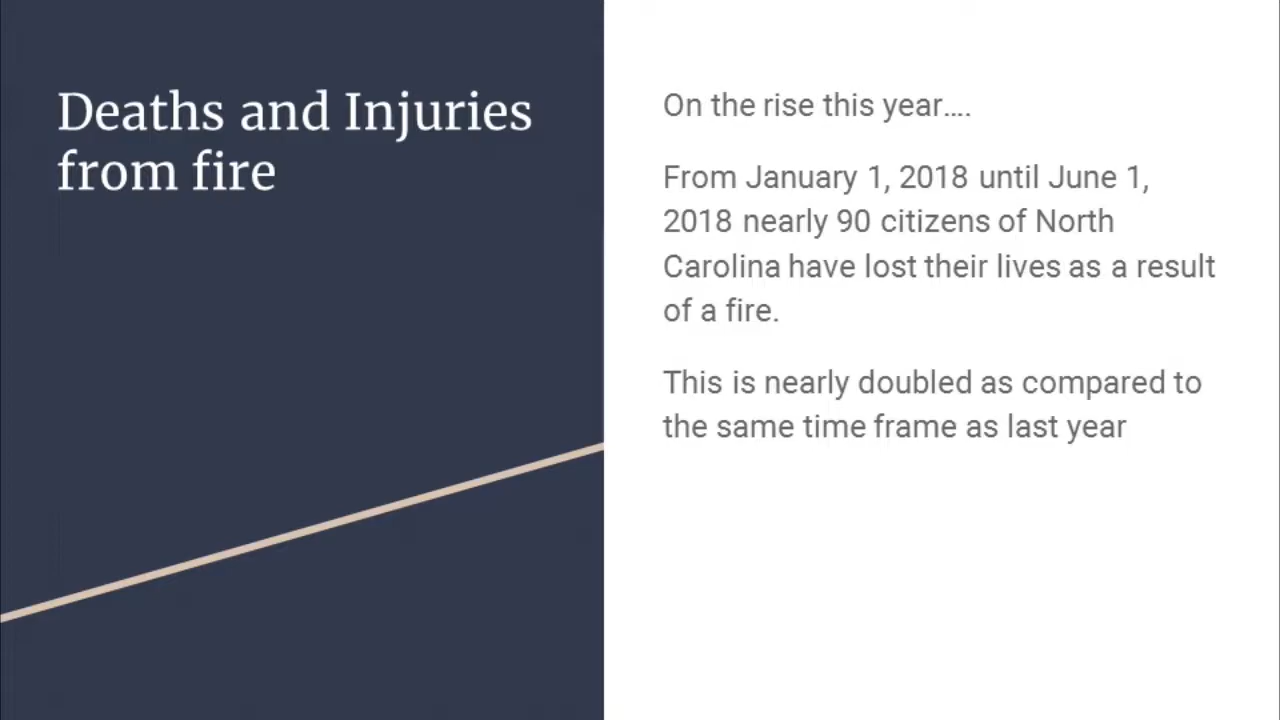 Deaths and Injuries
from fire
On the rise this year....
From January 1, 2018 until June 1,
2018 nearly 90 citizens of North
Carolina have lost their lives as a result
of a fire.
This is nearly doubled as compared to
the same time frame as last year